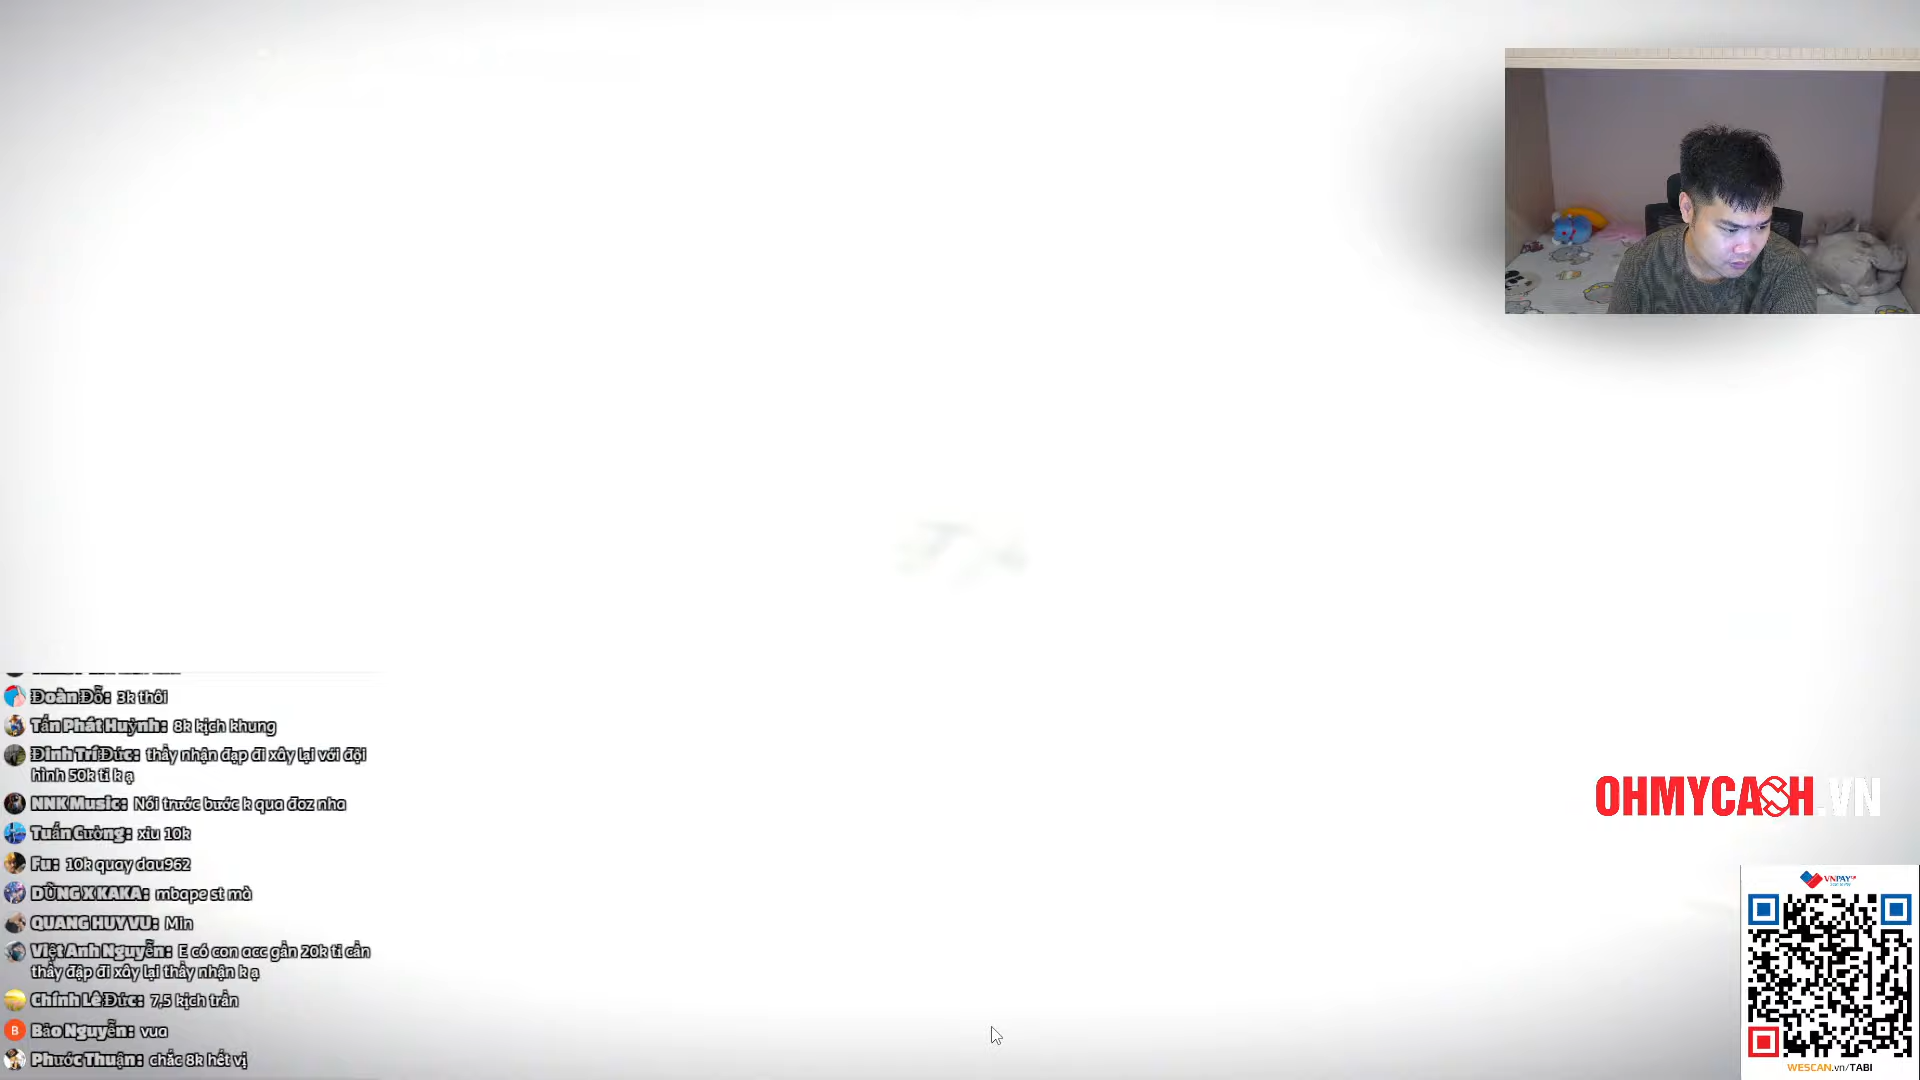 Đoàn Đỗ: 3k thôi
Tấn Phát Huỳnh: 8k kịch khung
Đinh Trí Đức: thầy nhận đạp đi xây lại với đội
hình 50k tỉ k ạ
NNK Music: Nói trước bước k qua đoz nha
Tuấn Cường: xiu 10k
Fu: 10k quay dau962
DŨNG X KAKA: mbape st mà
QUANG HUY VU: Min
Việt Anh Nguyễn: E có con acc gần 20k tỉ cần
thầy đập đi xây lại thầy nhận k ạ
Chính Lê Đức: 7,5 kịch trần
B Bảo Nguyễn: vua
Phước Thuận: chắc 8k hết vị
OHMYCASH.VN
VNPAY
WESCAN.vn/TABI